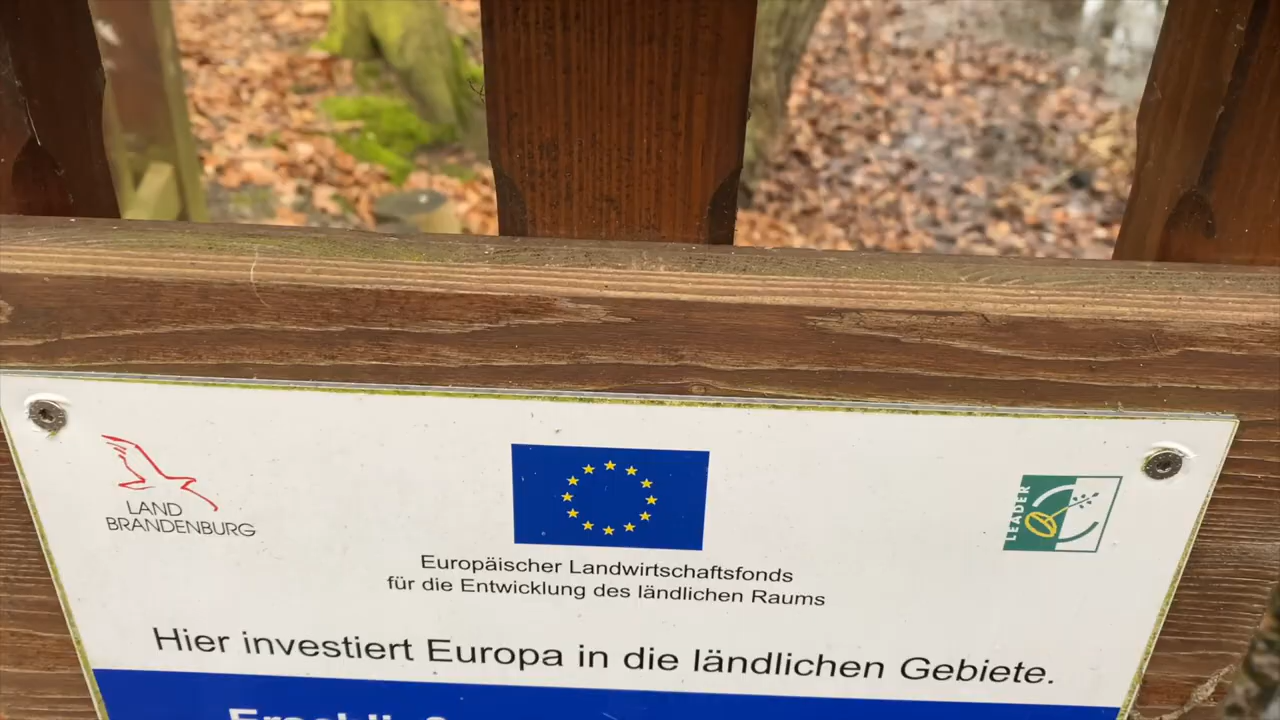 LAND
BRANDENBURG
LEADER
Europäischer Landwirtschaftsfonds
für die Entwicklung des ländlichen Raums
Hier investiert Europa in die ländlichen Gebiete.